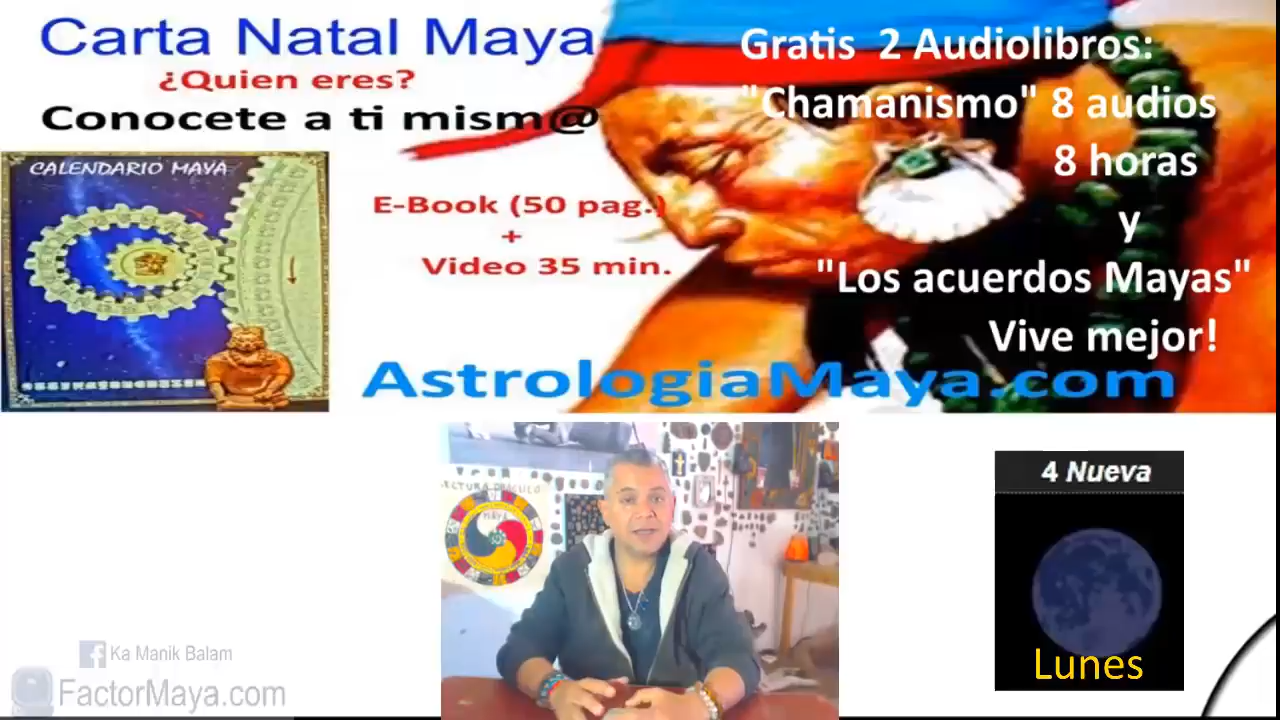 Carta Natal Maya
¿Quien eres?
Conocete a ti mism@
CALENDARIO MAYA
E-Book (50 pag.)
+
Video 35 min.
Gratis 2 Audiolibros:
"Chamanismo" 8 audios
8 horas
y
"Los acuerdos Mayas"
Vive mejor!
AstrologiaMaya.com
MAYA
4 Nueva
Lunes
Ka Manik Balam
FactorMaya.com